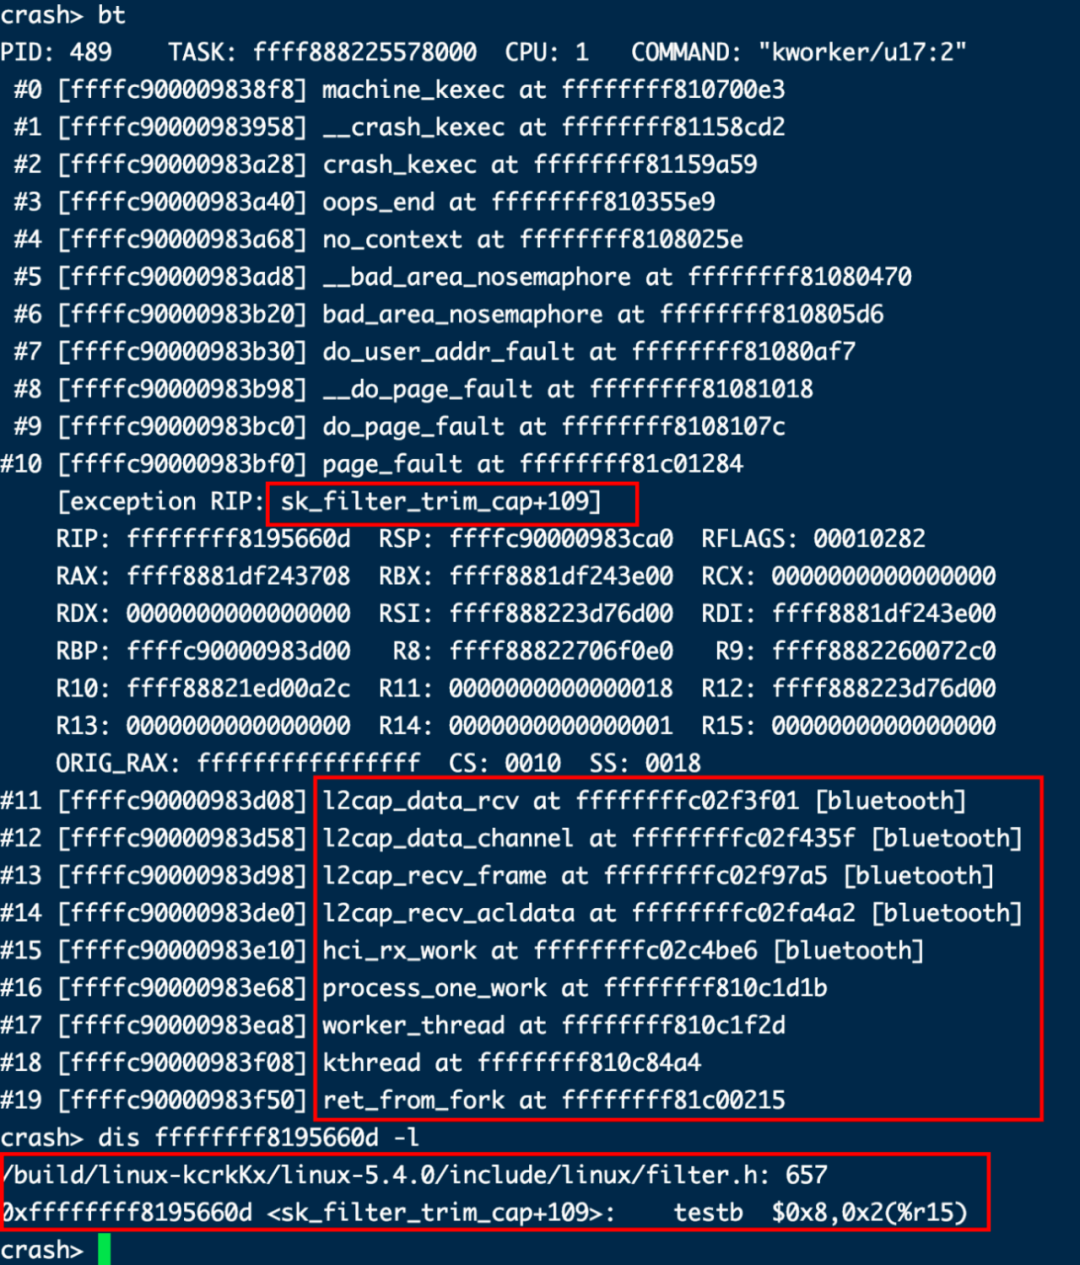 crash> bt
PID: 489    TASK: ffff888225578000  CPU: 1   COMMAND: "kworker/u17:2"
 #0 [ffffc900009838f8] machine_kexec at ffffffff810700e3
 #1 [ffffc90000983958] __crash_kexec at ffffffff81158cd2
 #2 [ffffc90000983a28] crash_kexec at ffffffff81159a59
 #3 [ffffc90000983a40] oops_end at ffffffff810355e9
 #4 [ffffc90000983a68] no_context at ffffffff8108025e
 #5 [ffffc90000983ad8] __bad_area_nosemaphore at ffffffff81080470
 #6 [ffffc90000983b20] bad_area_nosemaphore at ffffffff810805d6
 #7 [ffffc90000983b30] do_user_addr_fault at ffffffff81080af7
 #8 [ffffc90000983b98] __do_page_fault at ffffffff81081018
 #9 [ffffc90000983bc0] do_page_fault at ffffffff8108107c
#10 [ffffc90000983bf0] page_fault at ffffffff81c01284
    [exception RIP: sk_filter_trim_cap+109]
    RIP: ffffffff8195660d  RSP: ffffc90000983ca0  RFLAGS: 00010282
    RAX: ffff8881df243708  RBX: ffff8881df243e00  RCX: 0000000000000000
    RDX: 0000000000000000  RSI: ffff888223d76d00  RDI: ffff8881df243e00
    RBP: ffffc90000983d00   R8: ffff88822706f0e0   R9: ffff8882260072c0
    R10: ffff88821ed00a2c  R11: 0000000000000018  R12: ffff888223d76d00
    R13: 0000000000000000  R14: 0000000000000001  R15: 0000000000000000
    ORIG_RAX: ffffffffffffffff  CS: 0010  SS: 0018
#11 [ffffc90000983d08] l2cap_data_rcv at ffffffffc02f3f01 [bluetooth]
#12 [ffffc90000983d58] l2cap_data_channel at ffffffffc02f435f [bluetooth]
#13 [ffffc90000983d98] l2cap_recv_frame at ffffffffc02f97a5 [bluetooth]
#14 [ffffc90000983de0] l2cap_recv_acldata at ffffffffc02fa4a2 [bluetooth]
#15 [ffffc90000983e10] hci_rx_work at ffffffffc02c4be6 [bluetooth]
#16 [ffffc90000983e68] process_one_work at ffffffff810c1d1b
#17 [ffffc90000983ea8] worker_thread at ffffffff810c1f2d
#18 [ffffc90000983f08] kthread at ffffffff810c84a4
#19 [ffffc90000983f50] ret_from_fork at ffffffff81c00215
crash> dis ffffffff8195660d -l
/build/linux-kcrkKx/linux-5.4.0/include/linux/filter.h: 657
0xffffffff8195660d <sk_filter_trim_cap+109>:    testb  $0x8,0x2(%r15)
crash>